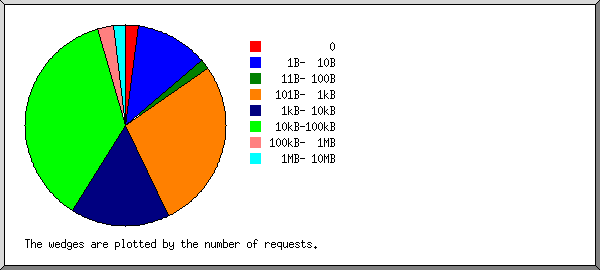 0
1B- 10B
11B- 100B
101B- 1kB
1kB- 10kB
10kB-100kB
100kB- 1MB
1MB- 10MB
The wedges are plotted by the number of requests.